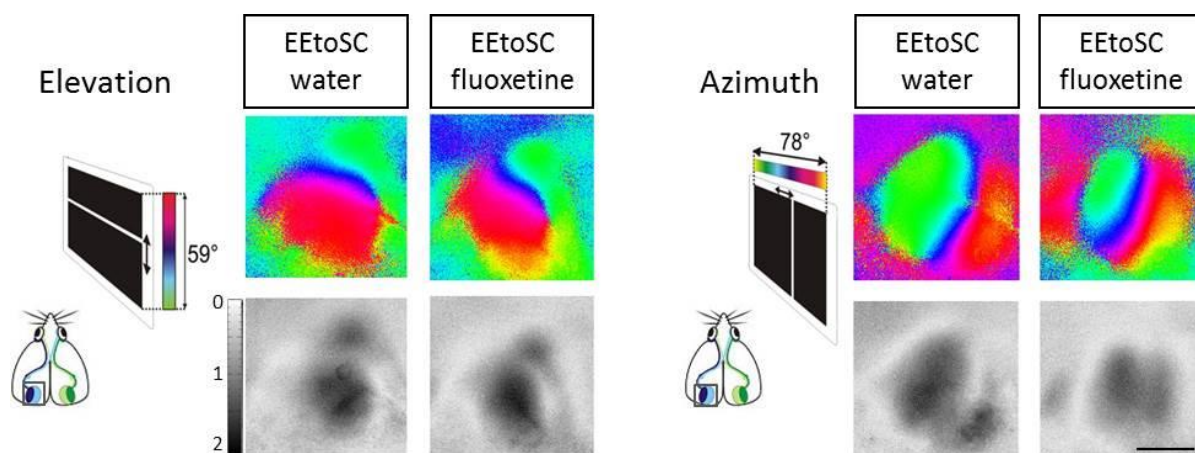 Elevation
EEtoSC
water
EEtoSC
fluoxetine
59°
0
1
2
Azimuth
EEtoSC
water
EEtoSC
fluoxetine
78°